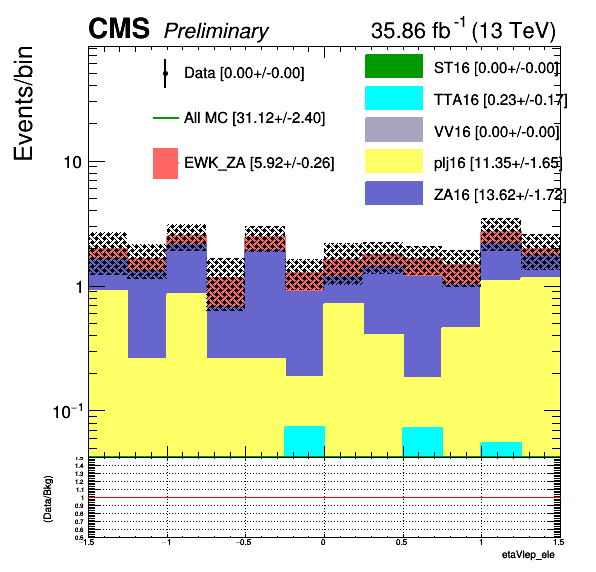 CMS Preliminary 35.86 fb⁻¹ (13 TeV)
Events/bin
Data [0.00+/-0.00]
All MC [31.12+/-2.40]
EWK_ZA [5.92+/-0.26]
ST16 [0.00+/-0.00]
TTA16 [0.23+/-0.17]
VV16 [0.00+/-0.00]
plj16 [11.35+/-1.65]
ZA16 [13.62+/-1.72]
10
1
10⁻¹
(Data/Bkg)
1.5
1.4
1.3
1.2
1.1
1
0.9
0.8
0.7
0.6
0.5
-1.5 -1 -0.5 0 0.5 1 1.5
etaVlep_ele